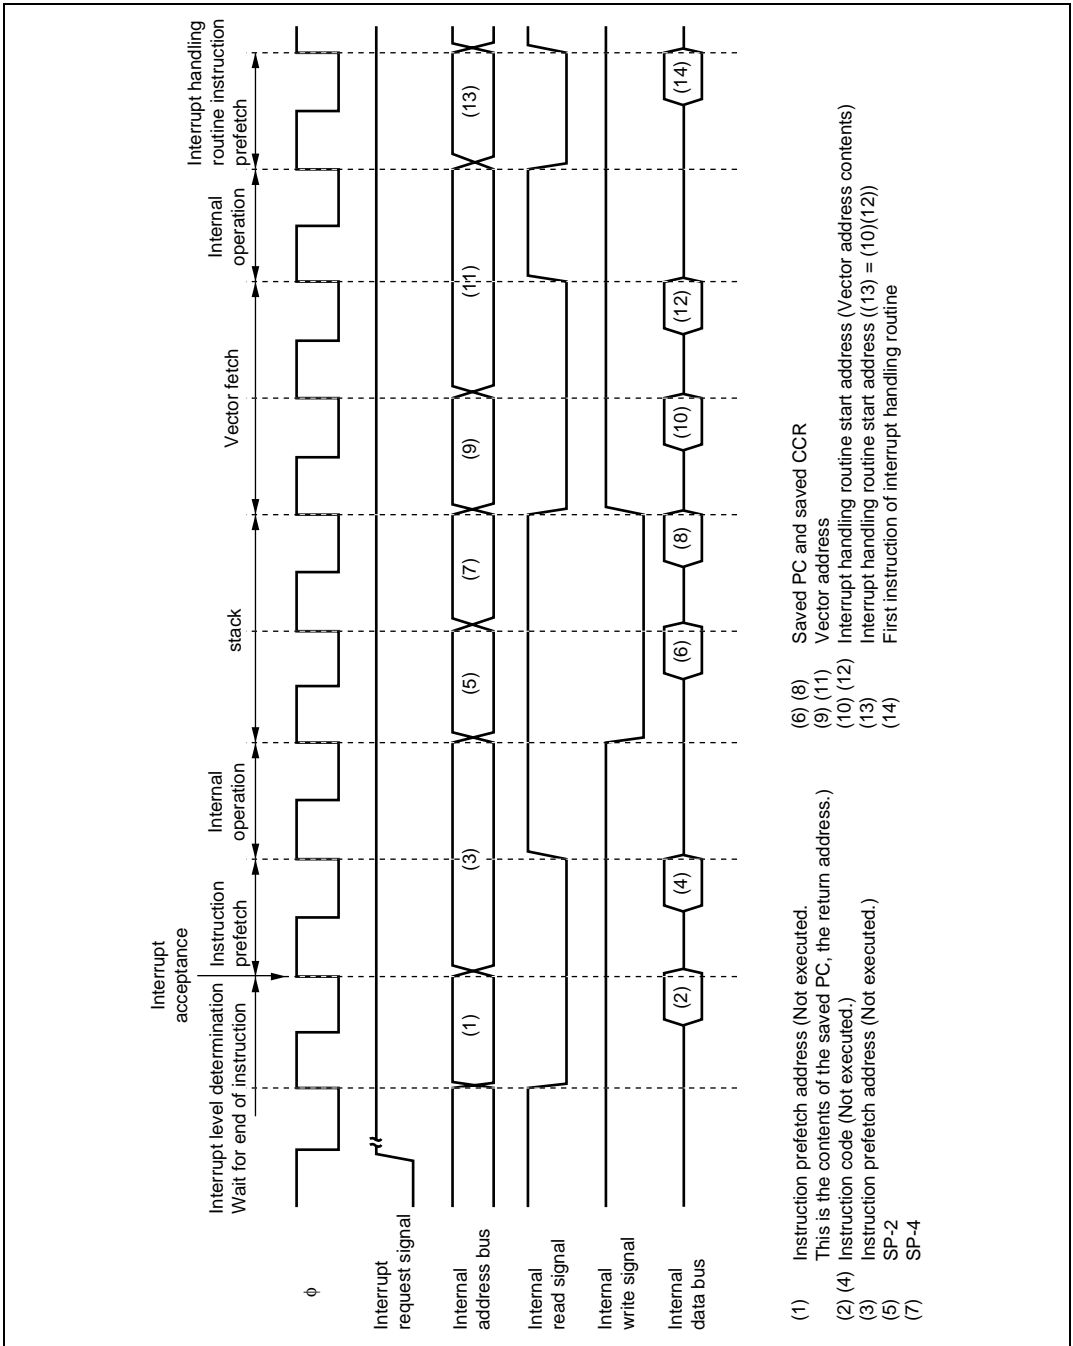 Interrupt
acceptance
Interrupt level determination
Wait for end of instruction
Instruction
prefetch
Internal
operation
stack
Vector fetch
Internal
operation
Interrupt handling
routine instruction
prefetch
φ
Interrupt
request signal
Internal
address bus
(1)
(3)
(5)
(7)
(9)
(11)
(13)
Internal
read signal
Internal
write signal
Internal
data bus
(2)
(4)
(6)
(8)
(10)
(12)
(14)
(1) Instruction prefetch address (Not executed.
This is the contents of the saved PC, the return address.)
(2) (4) Instruction code (Not executed.)
(3) Instruction prefetch address (Not executed.)
(5) SP-2
(7) SP-4
(6) (8) Saved PC and saved CCR
(9) (11) Vector address
(10) (12) Interrupt handling routine start address (Vector address contents)
(13) Interrupt handling routine start address ((13) = (10)(12))
(14) First instruction of interrupt handling routine